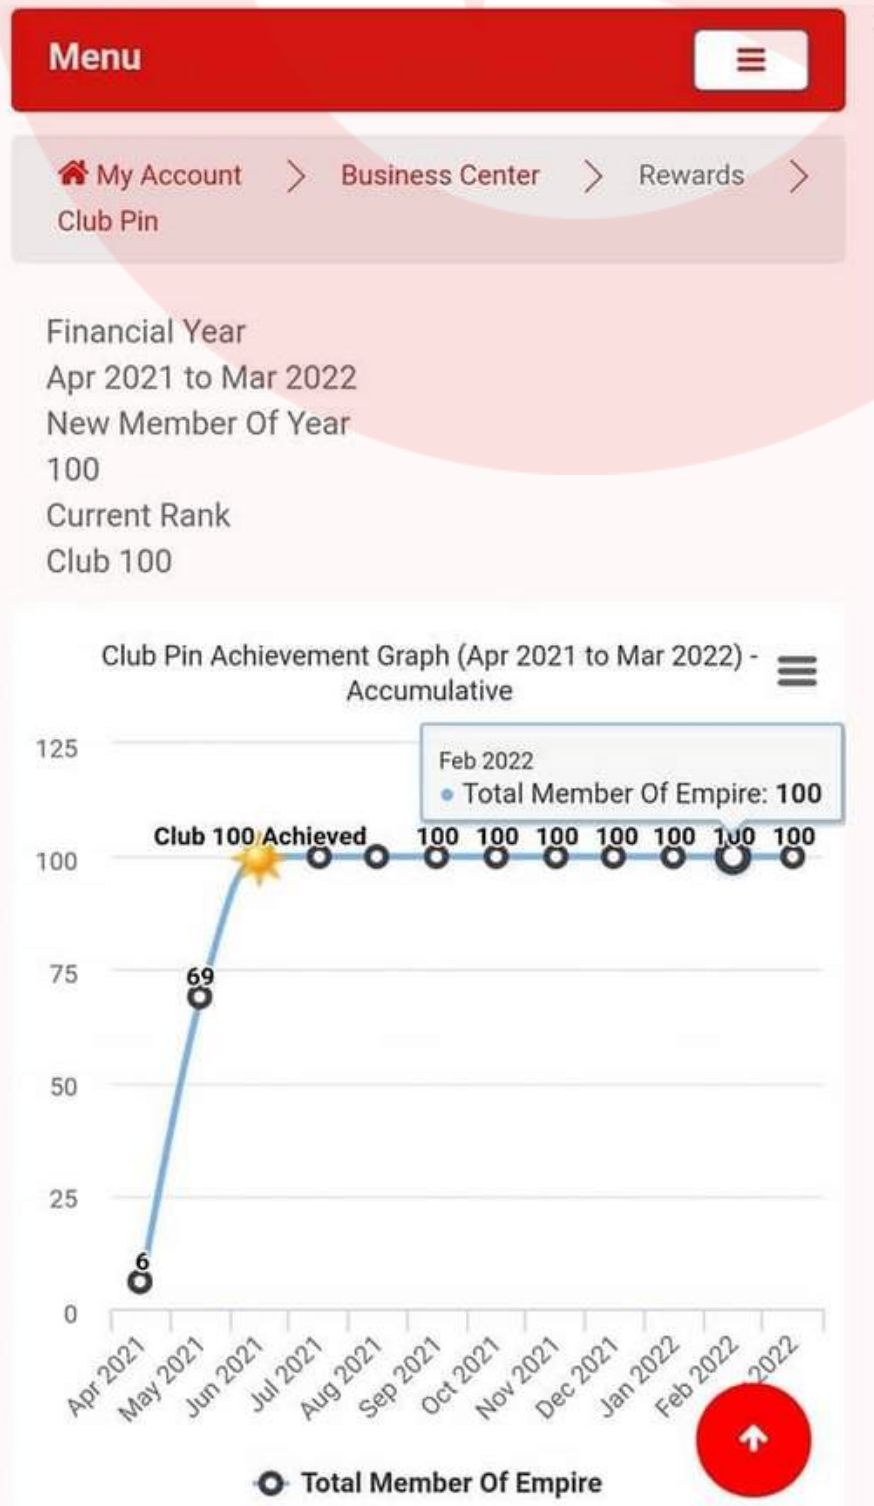 Menu
My Account > Business Center > Rewards >
Club Pin
Financial Year
Apr 2021 to Mar 2022
New Member Of Year
100
Current Rank
Club 100
Club Pin Achievement Graph (Apr 2021 to Mar 2022) -
Accumulative
125
Feb 2022
Total Member Of Empire: 100
Club 100 Achieved 100 100 100 100 100 100 100
100
69
75
50
25
6
0
Apr 2021 May 2021 Jun 2021 Jul 2021 Aug 2021 Sep 2021 Oct 2021 Nov 2021 Dec 2021 Jan 2022 Feb 2022 2022
Total Member Of Empire